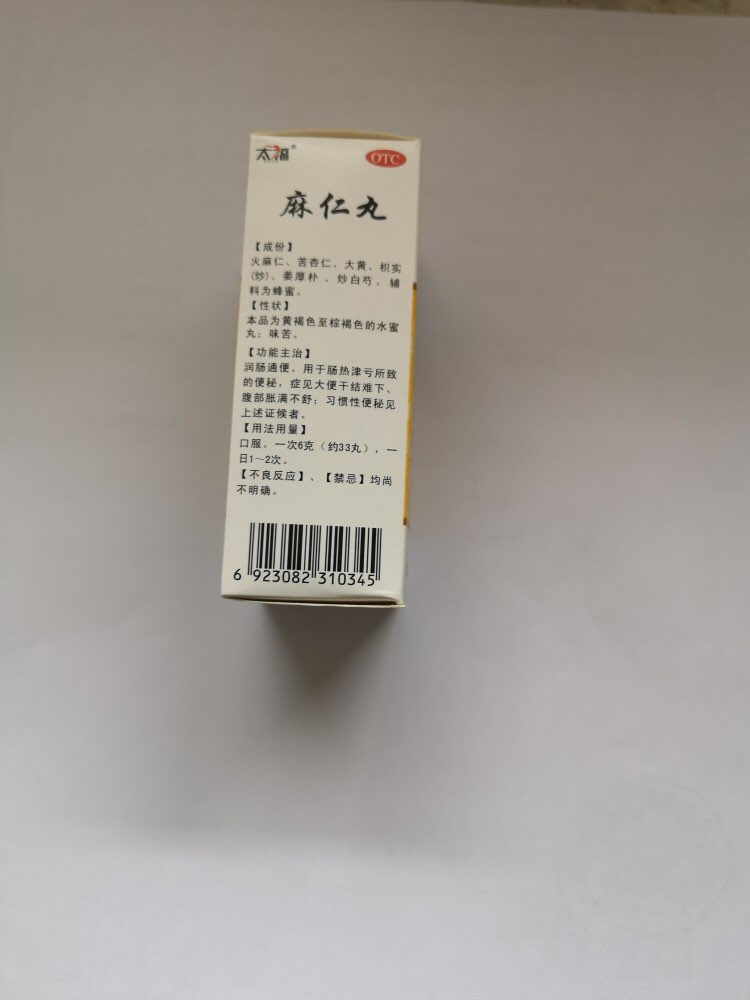 太福®
OTC
麻仁丸
【成份】
火麻仁、苦杏仁、大黄、枳实
(炒)、姜厚朴、炒白芍。辅
料为蜂蜜。
【性状】
本品为黄褐色至棕褐色的水蜜
丸；味苦。
【功能主治】
润肠通便。用于肠热津亏所致
的便秘，症见大便干结难下、
腹部胀满不舒；习惯性便秘见
上述证候者。
【用法用量】
口服。一次6克（约33丸），一
日1～2次。
【不良反应】、【禁忌】均尚
不明确。
6 923082 310345